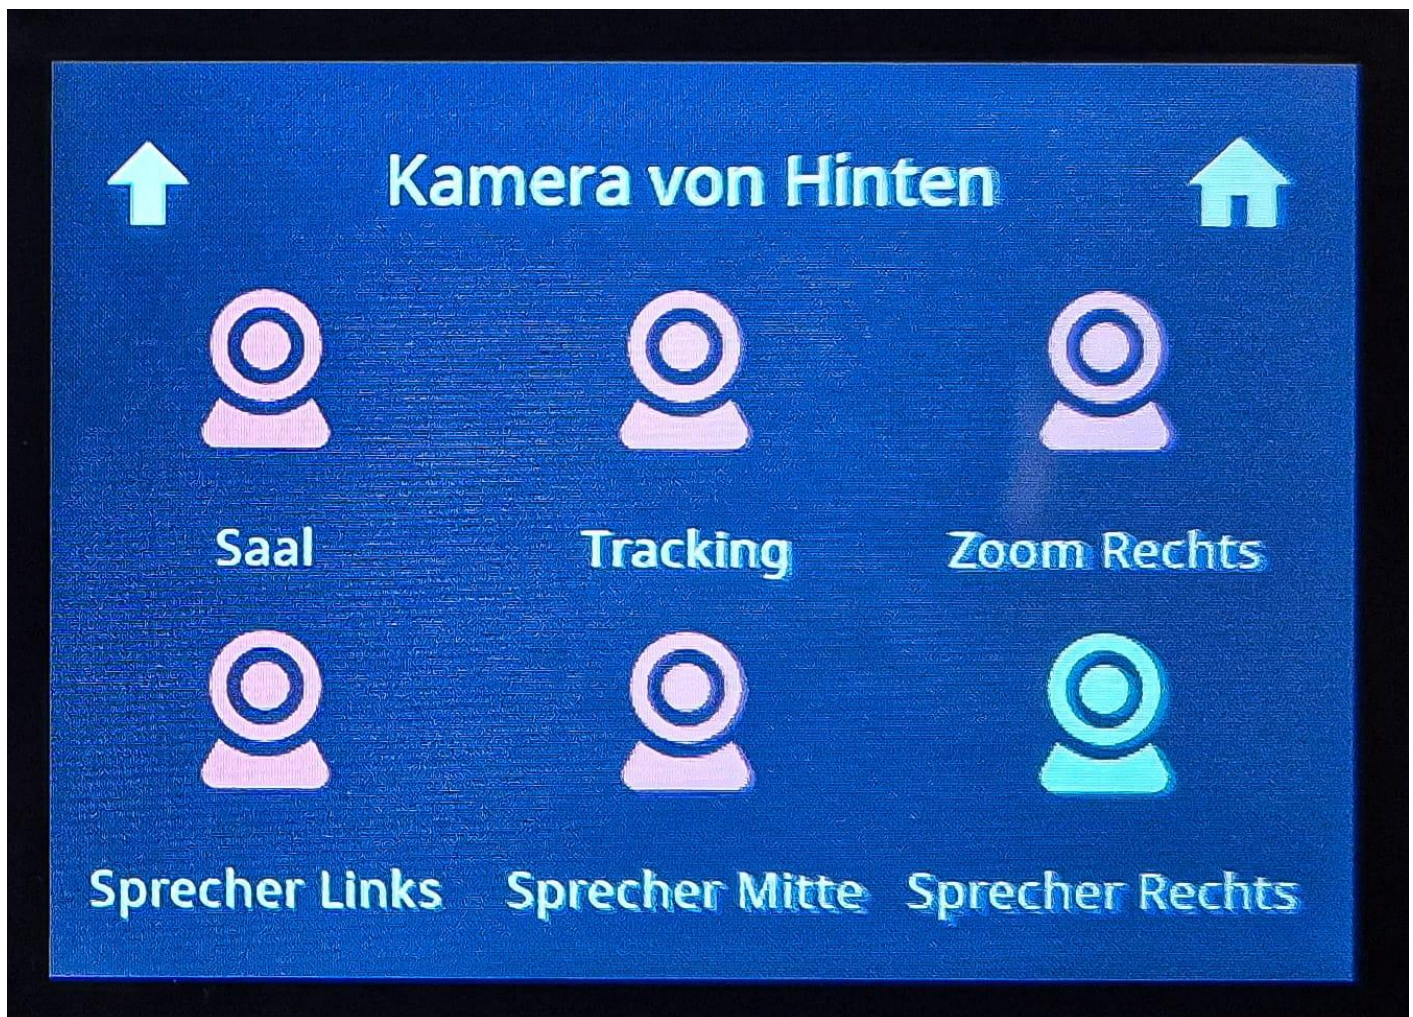 Kamera von Hinten
Saal
Tracking
Zoom Rechts
Sprecher Links
Sprecher Mitte
Sprecher Rechts